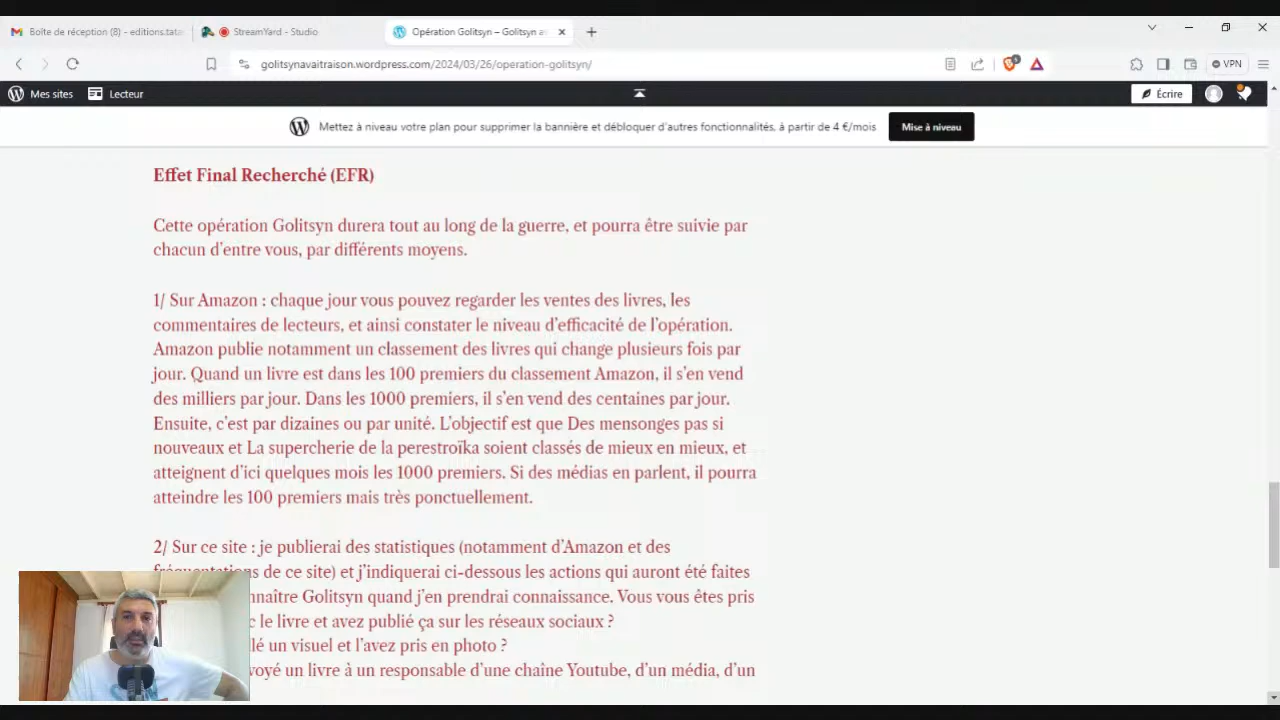 Boîte de réception (8) - editions.tata
StreamYard - Studio
Opération Golitsyn – Golitsyn av
golitsynavaitraison.wordpress.com/2024/03/26/operation-golitsyn/
VPN
Mes sites
Lecteur
Écrire
Mettez à niveau votre plan pour supprimer la bannière et débloquer d'autres fonctionnalités, à partir de 4 €/mois
Mise à niveau
Effet Final Recherché (EFR)
Cette opération Golitsyn durera tout au long de la guerre, et pourra être suivie par
chacun d'entre vous, par différents moyens.
1/ Sur Amazon : chaque jour vous pouvez regarder les ventes des livres, les
commentaires de lecteurs, et ainsi constater le niveau d'efficacité de l'opération.
Amazon publie notamment un classement des livres qui change plusieurs fois par
jour. Quand un livre est dans les 100 premiers du classement Amazon, il s'en vend
des milliers par jour. Dans les 1000 premiers, il s'en vend des centaines par jour.
Ensuite, c'est par dizaines ou par unité. L'objectif est que Des mensonges pas si
nouveaux et La supercherie de la perestroïka soient classés de mieux en mieux, et
atteignent d'ici quelques mois les 1000 premiers. Si des médias en parlent, il pourra
atteindre les 100 premiers mais très ponctuellement.
2/ Sur ce site : je publierai des statistiques (notamment d'Amazon et des
fréquentations de ce site) et j'indiquerai ci-dessous les actions qui auront été faites
nnaître Golitsyn quand j'en prendrai connaissance. Vous vous êtes pris
c le livre et avez publié ça sur les réseaux sociaux ?
lé un visuel et l'avez pris en photo ?
voyé un livre à un responsable d'une chaîne Youtube, d'un média, d'un